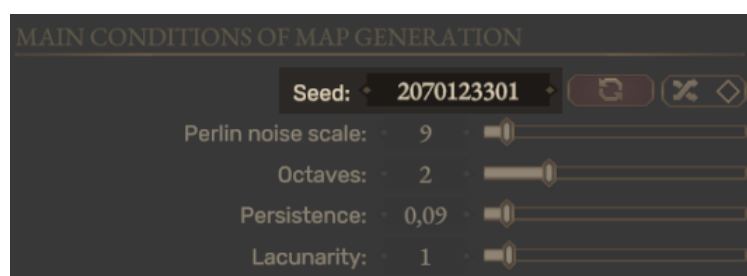 MAIN CONDITIONS OF MAP GENERATION
Seed: 2070123301
Perlin noise scale: 9
Octaves: 2
Persistence: 0,09
Lacunarity: 1